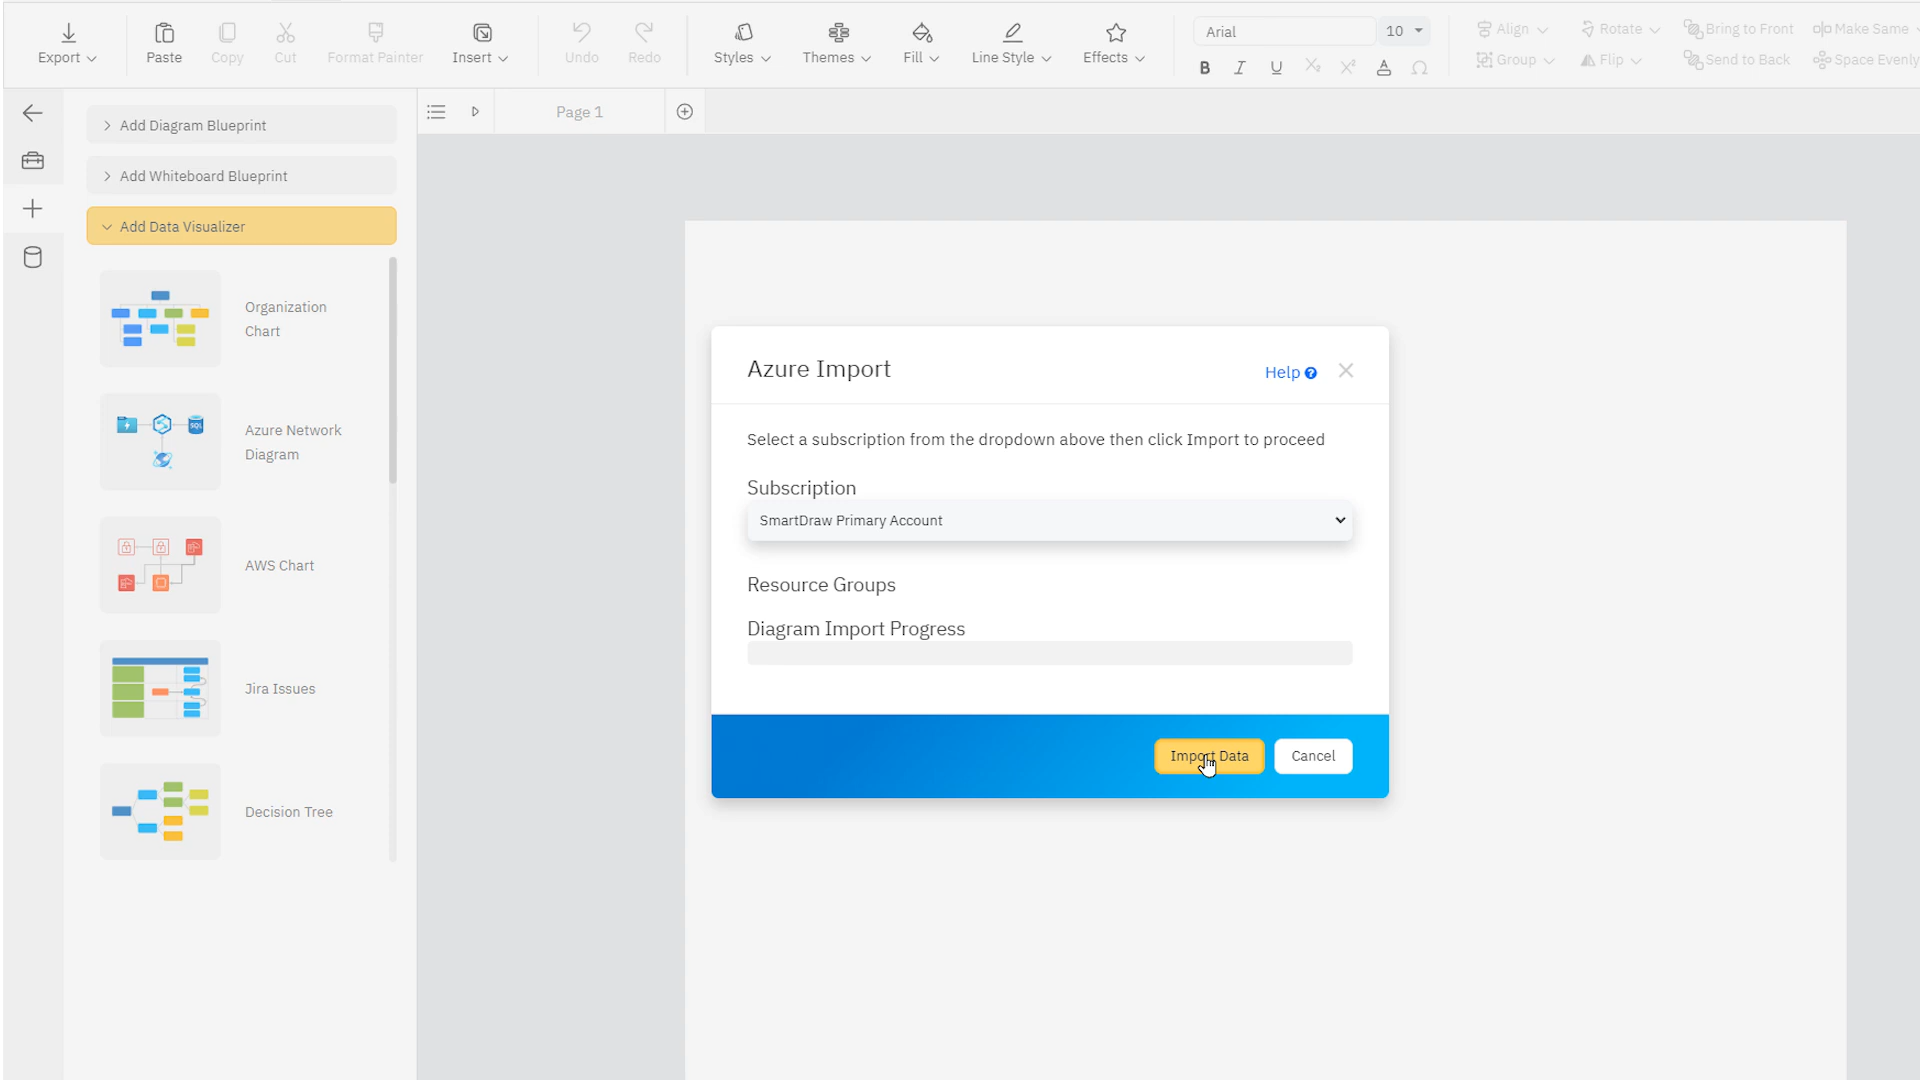 Export
Paste
Copy
Cut
Format Painter
Insert
Undo
Redo
Styles
Themes
Fill
Line Style
Effects
Arial
10
B
I
U
X₂
X²
A
Ω
Align
Rotate
Bring to Front
Make Same
Group
Flip
Send to Back
Space Evenly
Page 1
Add Diagram Blueprint
Add Whiteboard Blueprint
Add Data Visualizer
Organization
Chart
SQL
Azure Network
Diagram
AWS Chart
Jira Issues
Decision Tree
Azure Import
Help ?
Select a subscription from the dropdown above then click Import to proceed
Subscription
SmartDraw Primary Account
Resource Groups
Diagram Import Progress
Import Data
Cancel